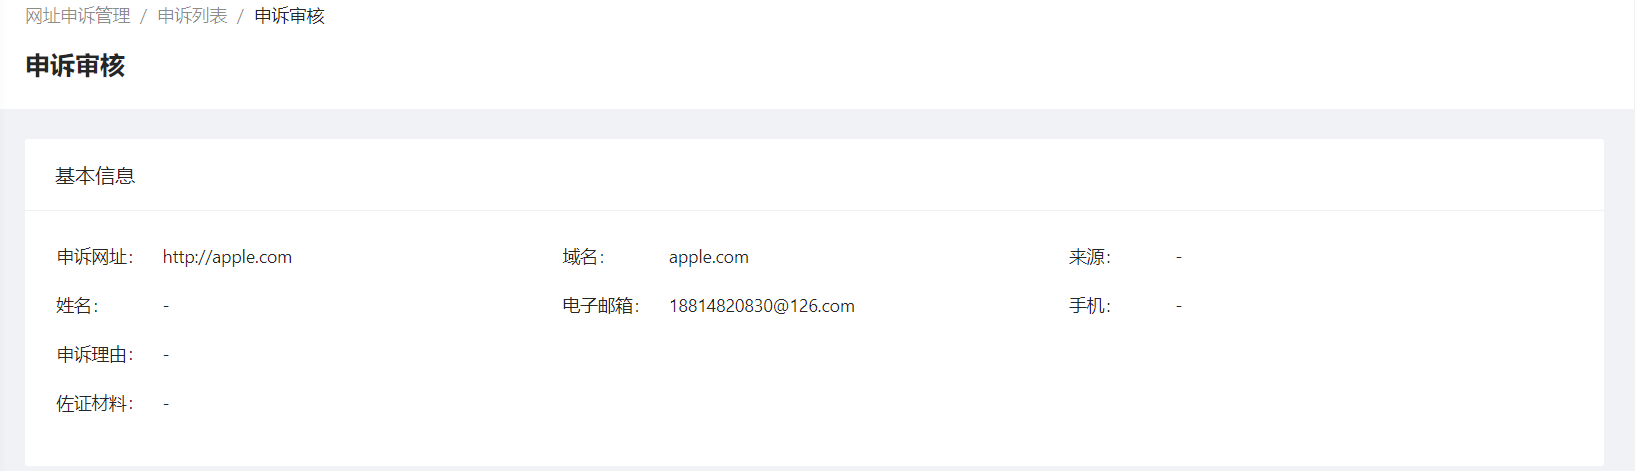 网址申诉管理 / 申诉列表 / 申诉审核
申诉审核
基本信息
申诉网址: http://apple.com 域名: apple.com 来源: -
姓名: - 电子邮箱: 18814820830@126.com 手机: -
申诉理由: -
佐证材料: -